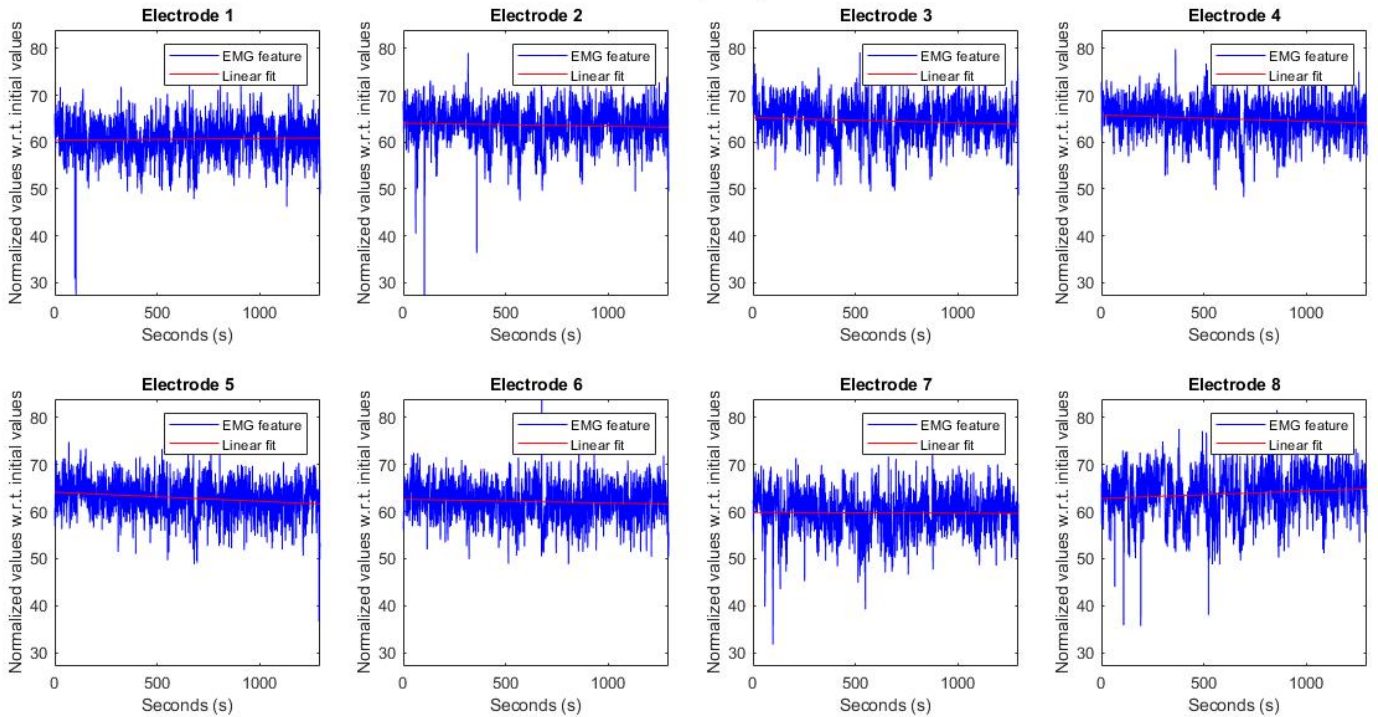 Electrode 1
Normalized values w.r.t. initial values
80
70
60
50
40
30
EMG feature
Linear fit
0
500
1000
Seconds (s)
Electrode 2
Normalized values w.r.t. initial values
80
70
60
50
40
30
EMG feature
Linear fit
0
500
1000
Seconds (s)
Electrode 3
Normalized values w.r.t. initial values
80
70
60
50
40
30
EMG feature
Linear fit
0
500
1000
Seconds (s)
Electrode 4
Normalized values w.r.t. initial values
80
70
60
50
40
30
EMG feature
Linear fit
0
500
1000
Seconds (s)
Electrode 5
Normalized values w.r.t. initial values
80
70
60
50
40
30
EMG feature
Linear fit
0
500
1000
Seconds (s)
Electrode 6
Normalized values w.r.t. initial values
80
70
60
50
40
30
EMG feature
Linear fit
0
500
1000
Seconds (s)
Electrode 7
Normalized values w.r.t. initial values
80
70
60
50
40
30
EMG feature
Linear fit
0
500
1000
Seconds (s)
Electrode 8
Normalized values w.r.t. initial values
80
70
60
50
40
30
EMG feature
Linear fit
0
500
1000
Seconds (s)